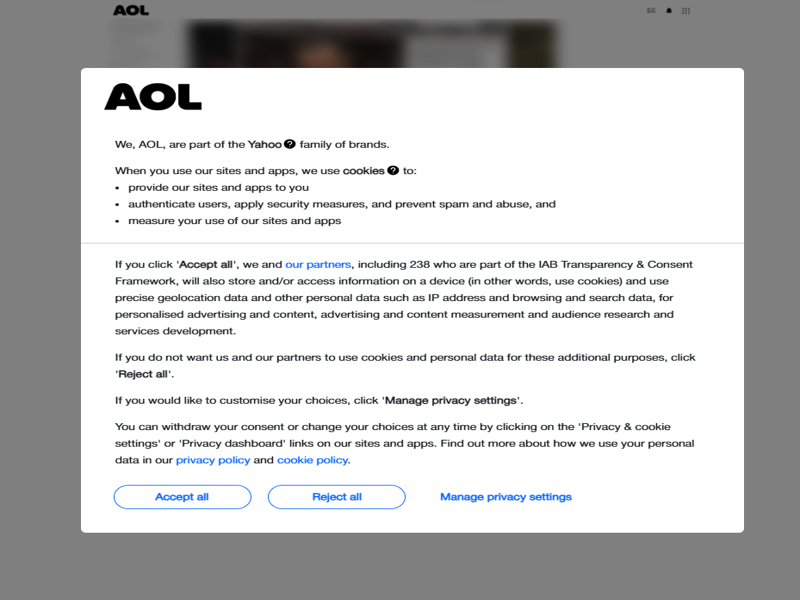 AOL
AOL
We, AOL, are part of the Yahoo? family of brands.
When you use our sites and apps, we use cookies? to:
• provide our sites and apps to you
• authenticate users, apply security measures, and prevent spam and abuse, and
• measure your use of our sites and apps
If you click 'Accept all', we and our partners, including 238 who are part of the IAB Transparency & Consent
Framework, will also store and/or access information on a device (in other words, use cookies) and use
precise geolocation data and other personal data such as IP address and browsing and search data, for
personalised advertising and content, advertising and content measurement and audience research and
services development.
If you do not want us and our partners to use cookies and personal data for these additional purposes, click
'Reject all'.
If you would like to customise your choices, click 'Manage privacy settings'.
You can withdraw your consent or change your choices at any time by clicking on the 'Privacy & cookie
settings' or 'Privacy dashboard' links on our sites and apps. Find out more about how we use your personal
data in our privacy policy and cookie policy.
Accept all Reject all Manage privacy settings